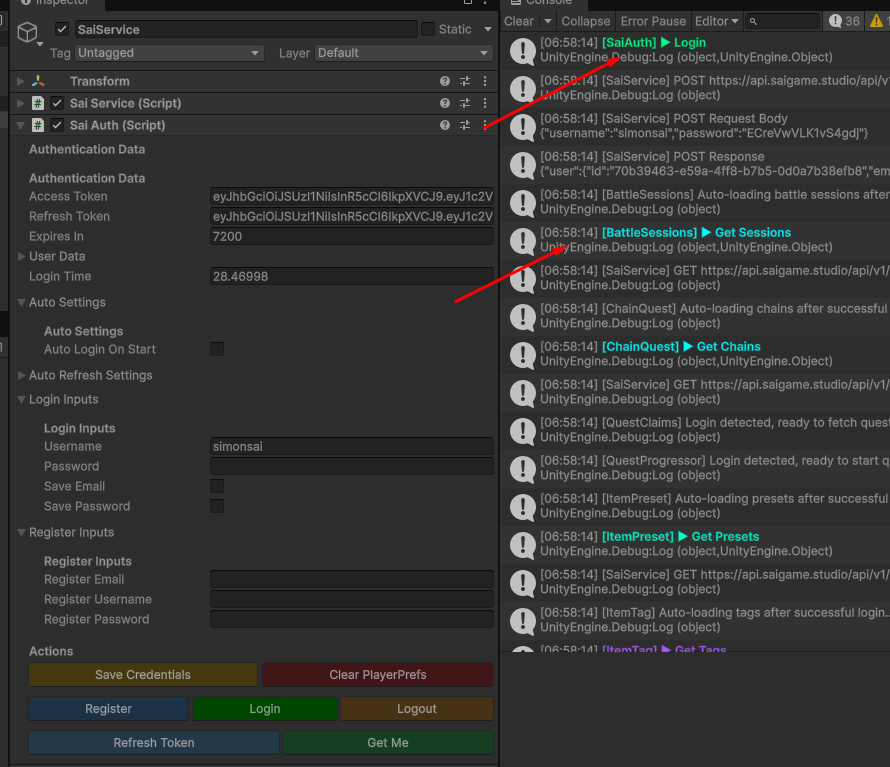 Inspector
SaiService
Static
Tag Untagged
Layer Default
Transform
Sai Service (Script)
Sai Auth (Script)
Authentication Data
Authentication Data
Access Token eyJhbGciOiJSUzI1NiIsInR5cCI6IkpXVCJ9.eyJ1c2V
Refresh Token eyJhbGciOiJSUzI1NiIsInR5cCI6IkpXVCJ9.eyJ1c2V
Expires In 7200
User Data
Login Time 28.46998
Auto Settings
Auto Settings
Auto Login On Start
Auto Refresh Settings
Login Inputs
Login Inputs
Username simonsai
Password
Save Email
Save Password
Register Inputs
Register Inputs
Register Email
Register Username
Register Password
Actions
Save Credentials Clear PlayerPrefs
Register Login Logout
Refresh Token Get Me
Console
Clear Collapse Error Pause Editor 36
[06:58:14] [SaiAuth] ► Login
UnityEngine.Debug:Log (object,UnityEngine.Object)
[06:58:14] [SaiService] POST https://api.saigame.studio/api/v1
UnityEngine.Debug:Log (object)
[06:58:14] [SaiService] POST Request Body
{"username":"simonsai","password":"ECreVwVLK1vS4gdj"}
[06:58:14] [SaiService] POST Response
{"user":{"id":"70b39463-e59a-4ff8-b7b5-0d0a7b38efb8","em
[06:58:14] [BattleSessions] Auto-loading battle sessions after
UnityEngine.Debug:Log (object)
[06:58:14] [BattleSessions] ► Get Sessions
UnityEngine.Debug:Log (object,UnityEngine.Object)
[06:58:14] [SaiService] GET https://api.saigame.studio/api/v1/
UnityEngine.Debug:Log (object)
[06:58:14] [ChainQuest] Auto-loading chains after successful
UnityEngine.Debug:Log (object)
[06:58:14] [ChainQuest] ► Get Chains
UnityEngine.Debug:Log (object,UnityEngine.Object)
[06:58:14] [SaiService] GET https://api.saigame.studio/api/v1/
UnityEngine.Debug:Log (object)
[06:58:14] [QuestClaims] Login detected, ready to fetch quest
UnityEngine.Debug:Log (object)
[06:58:14] [QuestProgressor] Login detected, ready to start q
UnityEngine.Debug:Log (object)
[06:58:14] [ItemPreset] Auto-loading presets after successful
UnityEngine.Debug:Log (object)
[06:58:14] [ItemPreset] ► Get Presets
UnityEngine.Debug:Log (object,UnityEngine.Object)
[06:58:14] [SaiService] GET https://api.saigame.studio/api/v1/
UnityEngine.Debug:Log (object)
[06:58:14] [ItemTag] Auto-loading tags after successful login..
UnityEngine.Debug:Log (object)
[06:58:14] [ItemTag] ► Get Tags